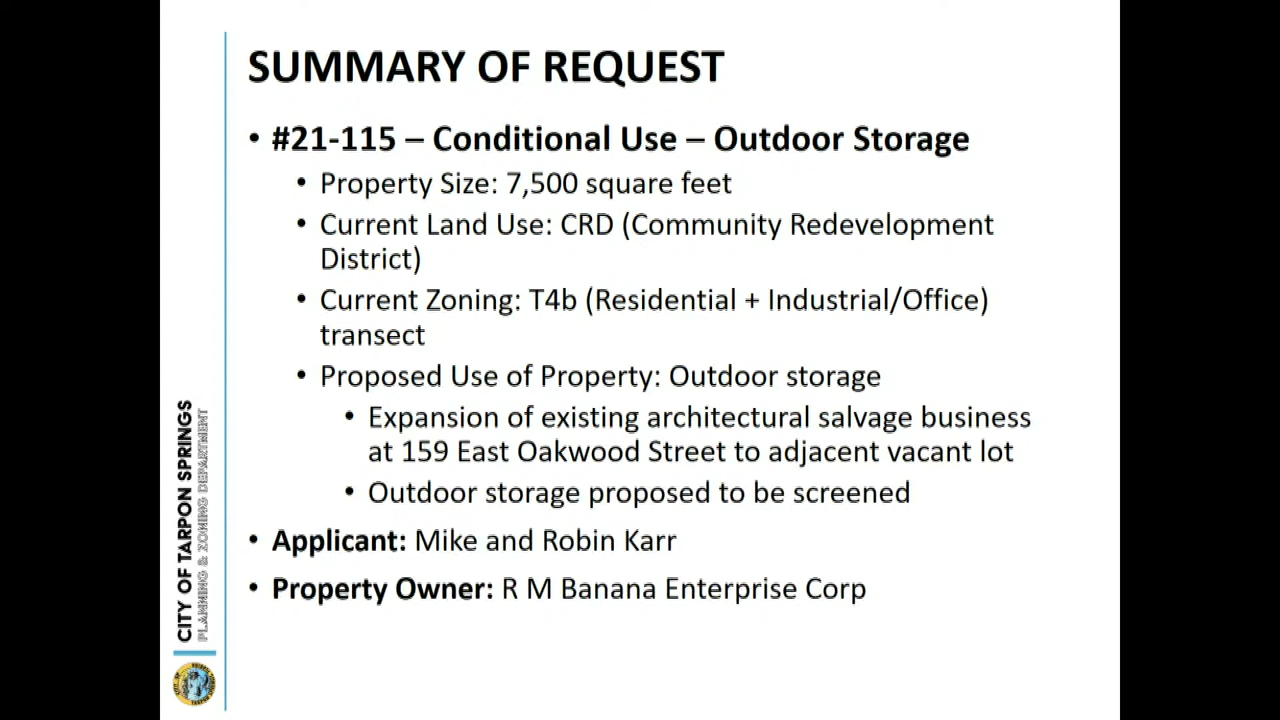 SUMMARY OF REQUEST
• #21-115 – Conditional Use – Outdoor Storage
• Property Size: 7,500 square feet
• Current Land Use: CRD (Community Redevelopment
District)
• Current Zoning: T4b (Residential + Industrial/Office)
transect
• Proposed Use of Property: Outdoor storage
• Expansion of existing architectural salvage business
at 159 East Oakwood Street to adjacent vacant lot
• Outdoor storage proposed to be screened
• Applicant: Mike and Robin Karr
• Property Owner: R M Banana Enterprise Corp
CITY OF TARPON SPRINGS
PLANNING & ZONING DEPARTMENT